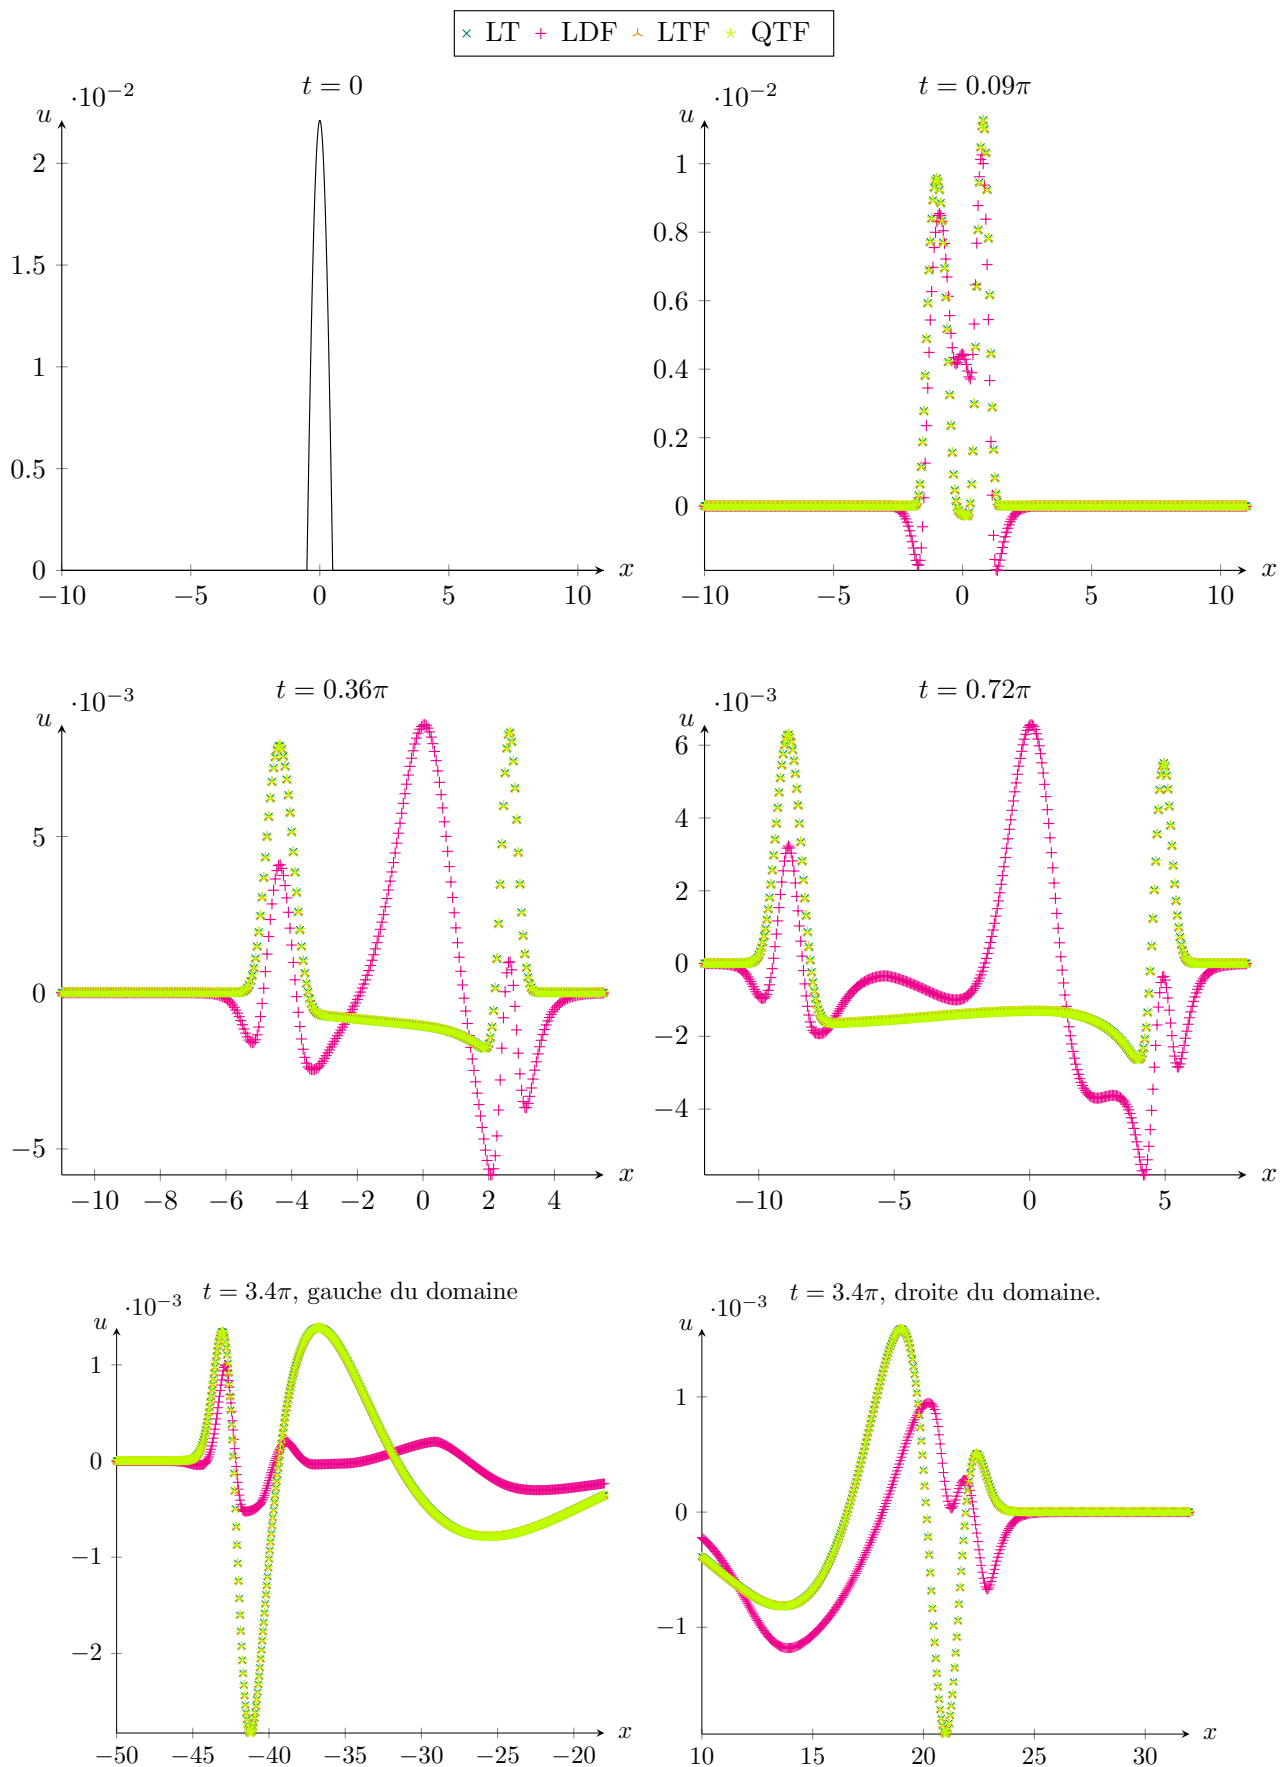 LT LDF LTF QTF
t = 0
·10⁻²
u
2
1.5
1
0.5
0
−10 −5 0 5 10
x
t = 0.09π
·10⁻²
u
1
0.8
0.6
0.4
0.2
0
−10 −5 0 5 10
x
t = 0.36π
·10⁻³
u
5
0
−5
−10 −8 −6 −4 −2 0 2 4
x
t = 0.72π
·10⁻³
u
6
4
2
0
−2
−4
−10 −5 0 5
x
t = 3.4π, gauche du domaine
·10⁻³
u
1
0
−1
−2
−50 −45 −40 −35 −30 −25 −20
x
t = 3.4π, droite du domaine.
·10⁻³
u
1
0
−1
10 15 20 25 30
x